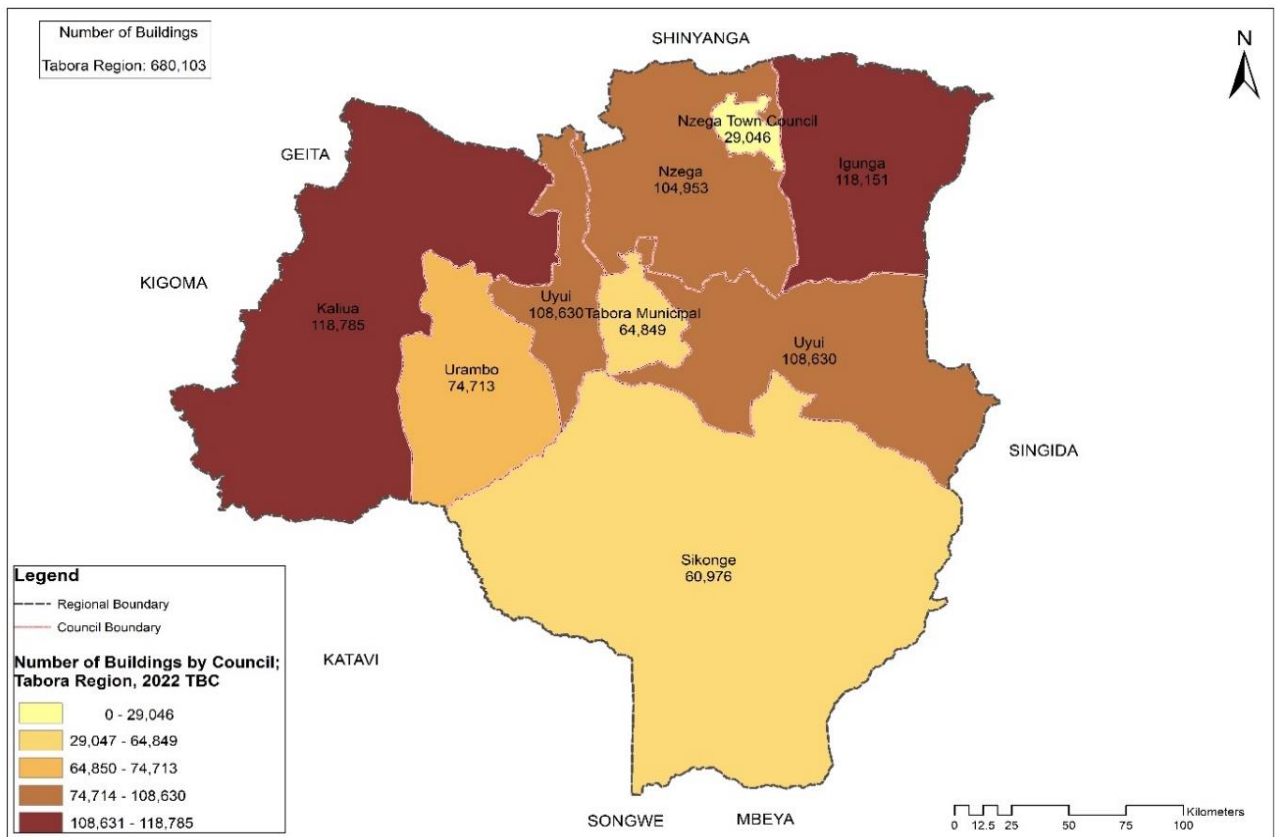 Number of Buildings
Tabora Region: 680,103
SHINYANGA
N
Nzega Town Council
29,046
GEITA
Nzega
104,953
Igunga
118,151
KIGOMA
Kaliua
118,785
Uyui
108,630
Tabora Municipal
64,849
Uyui
108,630
Urambo
74,713
SINGIDA
Sikonge
60,976
Legend
Regional Boundary
Council Boundary
KATAVI
Number of Buildings by Council;
Tabora Region, 2022 TBC
0 - 29,046
29,047 - 64,849
64,850 - 74,713
74,714 - 108,630
108,631 - 118,785
SONGWE
MBEYA
Kilometers
0 12.5 25 50 75 100